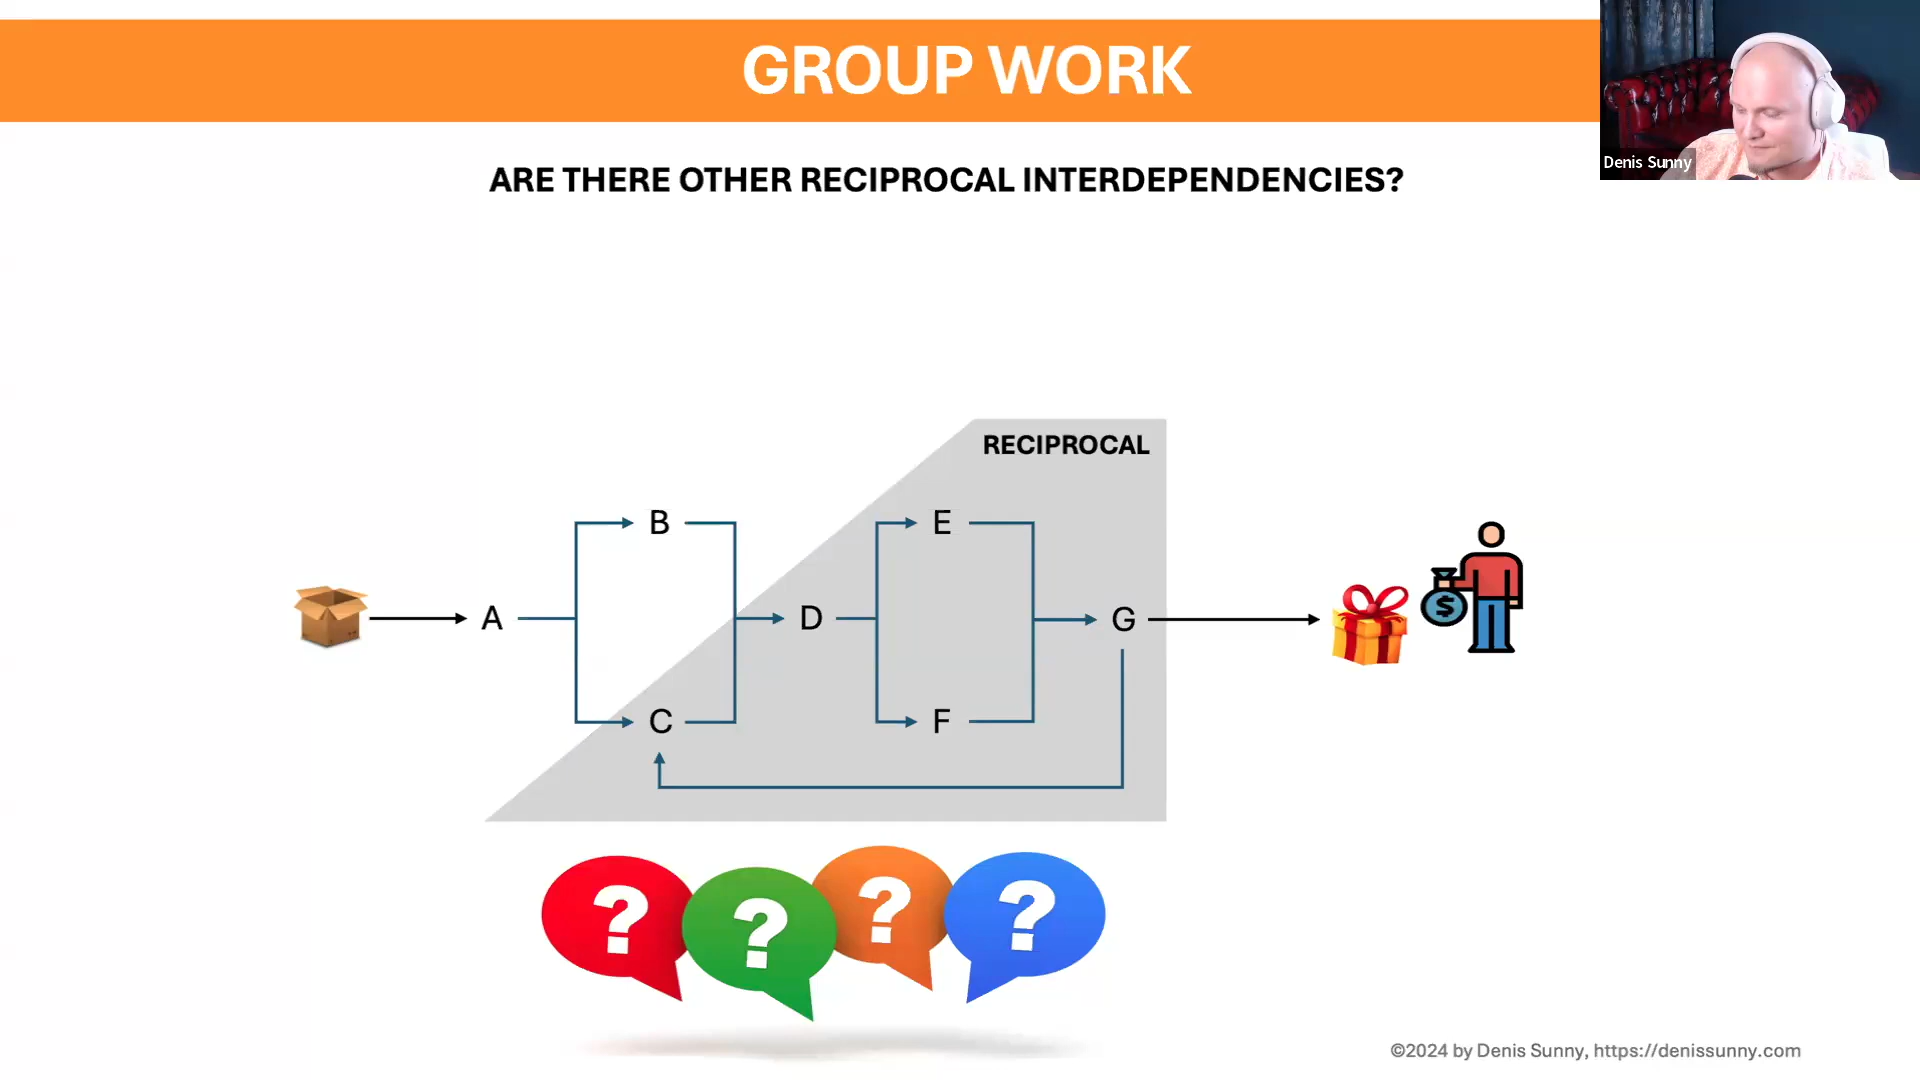 GROUP WORK
Denis Sunny
ARE THERE OTHER RECIPROCAL INTERDEPENDENCIES?
RECIPROCAL
B
E
A
D
G
$
C
F
? ? ? ?
©2024 by Denis Sunny, https://denissunny.com